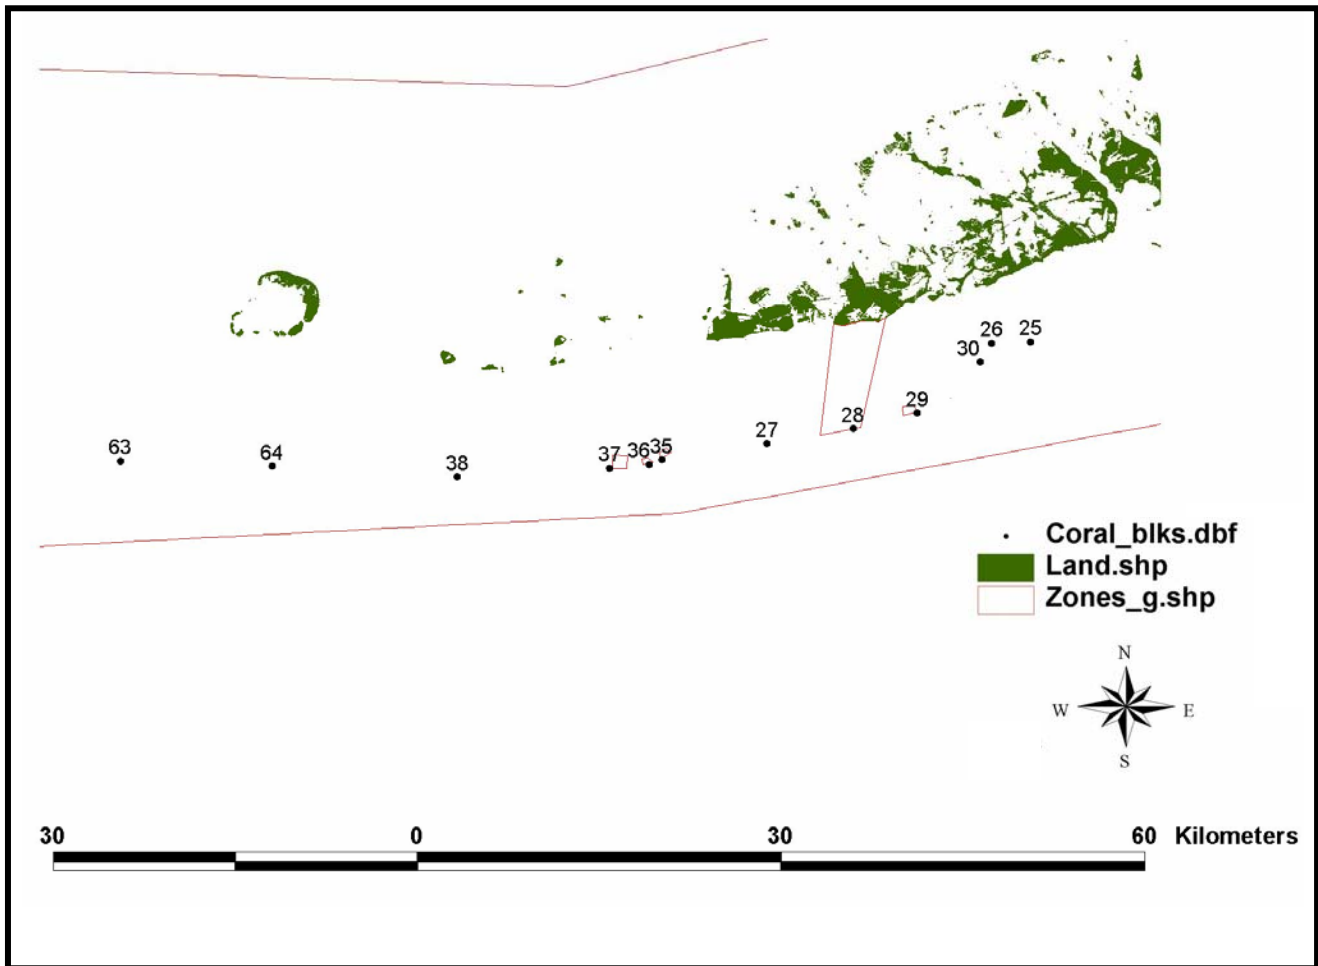 26 25
30
29
28
27
63 64 38 37 36 35
Coral_blks.dbf
Land.shp
Zones_g.shp
N
W E
S
30 0 30 60 Kilometers